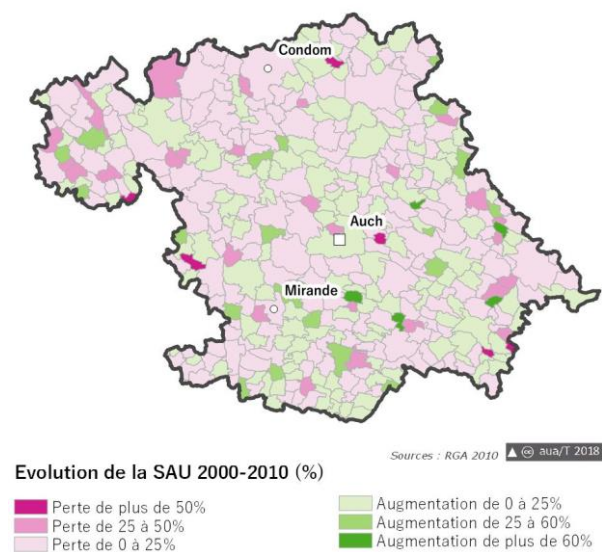 Condom
Auch
Mirande
Sources : RGA 2010 cc aua/T 2018
Evolution de la SAU 2000-2010 (%)
Perte de plus de 50%
Perte de 25 à 50%
Perte de 0 à 25%
Augmentation de 0 à 25%
Augmentation de 25 à 60%
Augmentation de plus de 60%